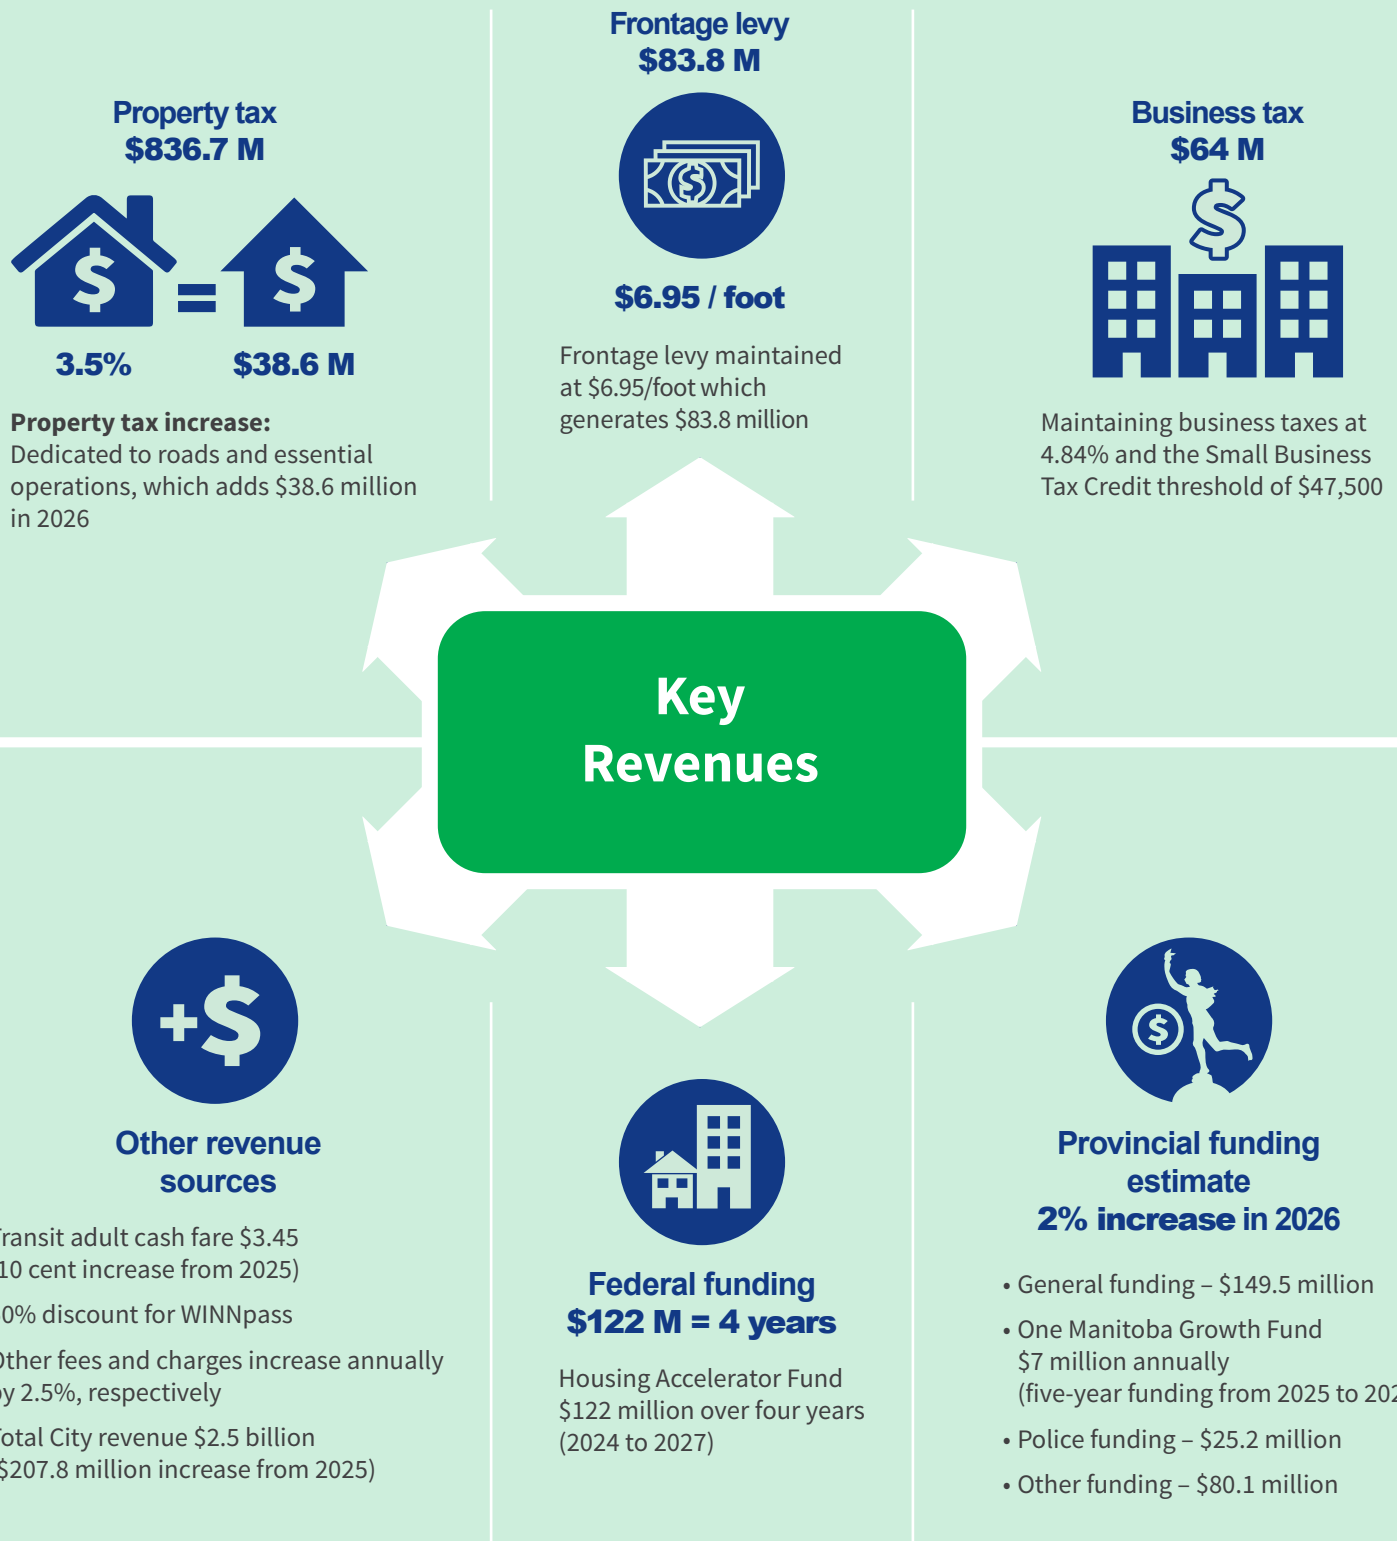 Frontage levy
$83.8 M
$6.95 / foot
Frontage levy maintained
at $6.95/foot which
generates $83.8 million
Property tax
$836.7 M
$
=
$
3.5%
$38.6 M
Property tax increase:
Dedicated to roads and essential
operations, which adds $38.6 million
in 2026
Business tax
$64 M
$
Maintaining business taxes at
4.84% and the Small Business
Tax Credit threshold of $47,500
Key
Revenues
+$
Other revenue
sources
adult cash fare $3.45
10 cent increase from 2025)
discount for WINNpass
fees and charges increase annually
2.5%, respectively
City revenue $2.5 billion
$207.8 million increase from 2025)
Federal funding
$122 M = 4 years
Housing Accelerator Fund
$122 million over four years
(2024 to 2027)
$
Provincial funding
estimate
2% increase in 2026
• General funding – $149.5 million
• One Manitoba Growth Fund
$7 million annually
(five-year funding from 2025 to
• Police funding – $25.2 million
• Other funding – $80.1 million